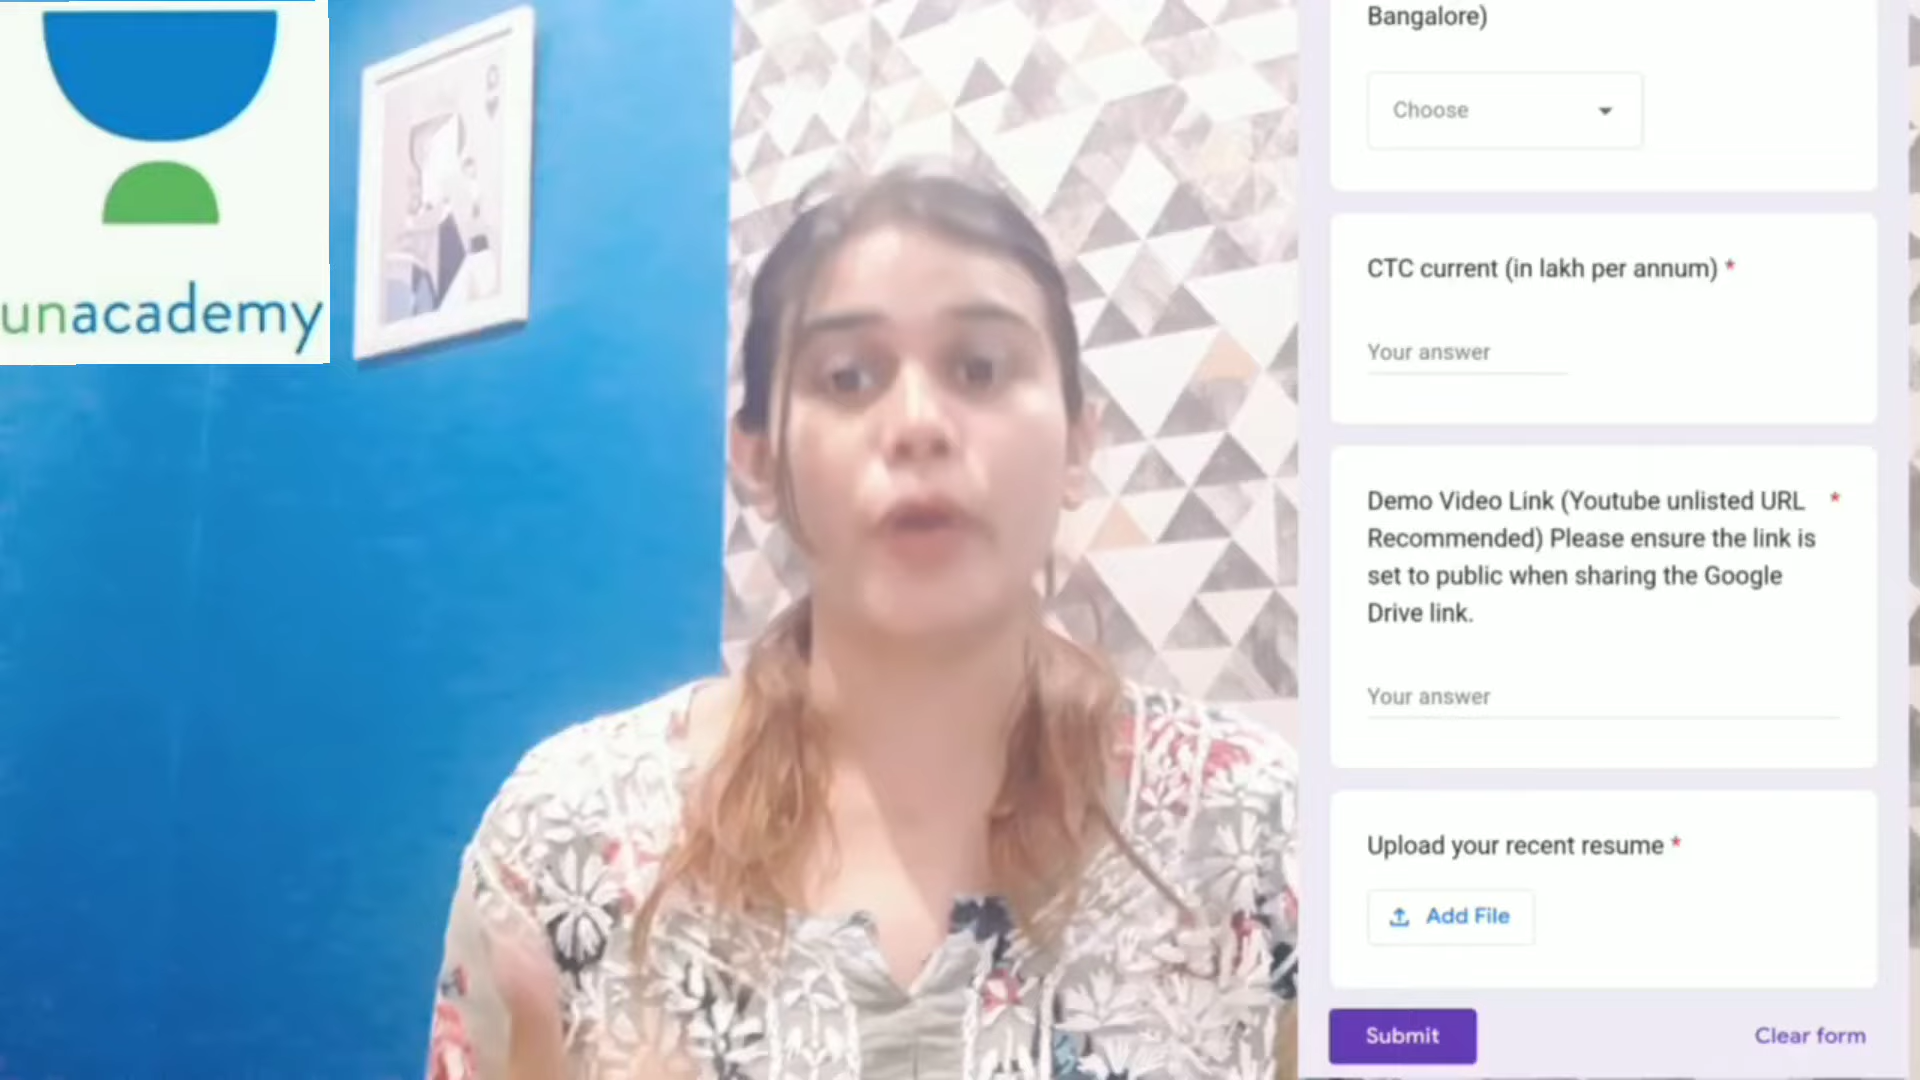 unacademy
Bangalore)
Choose
CTC current (in lakh per annum) *
Your answer
Demo Video Link (Youtube unlisted URL *
Recommended) Please ensure the link is
set to public when sharing the Google
Drive link.
Your answer
Upload your recent resume *
Add File
Submit
Clear form